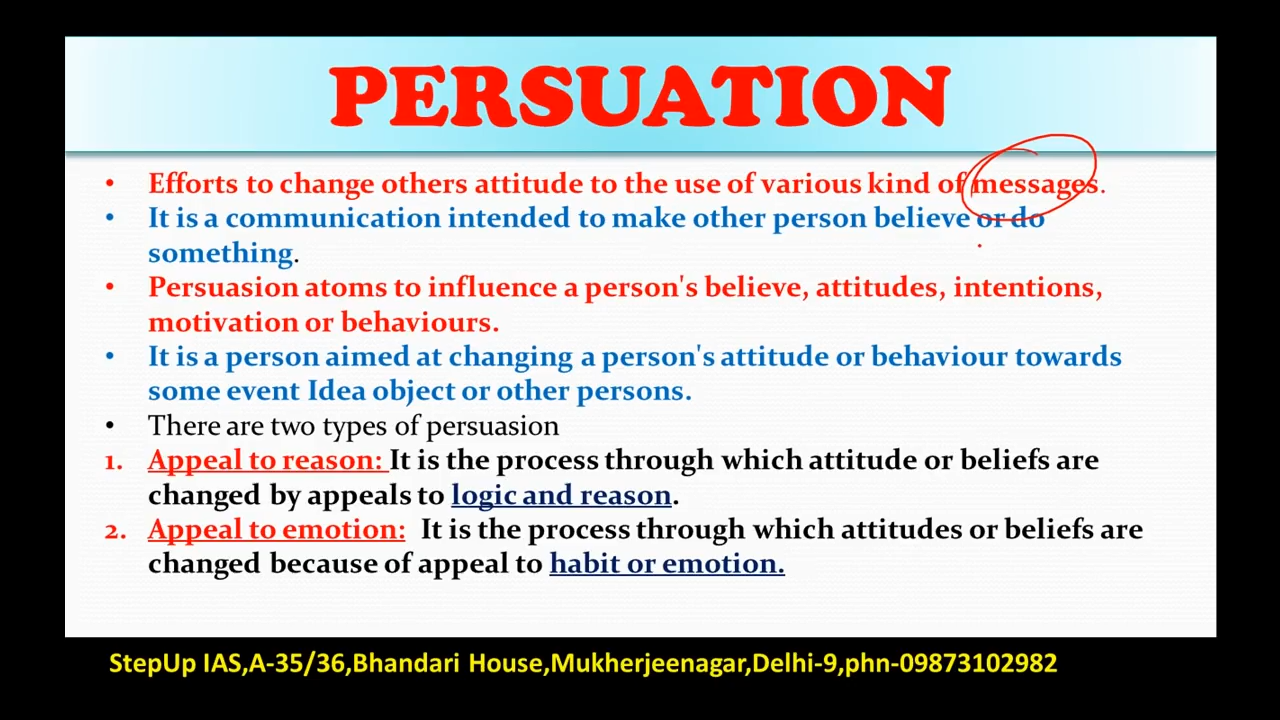 PERSUATION
• Efforts to change others attitude to the use of various kind of messages.
• It is a communication intended to make other person believe or do
something.
• Persuasion atoms to influence a person's believe, attitudes, intentions,
motivation or behaviours.
• It is a person aimed at changing a person's attitude or behaviour towards
some event Idea object or other persons.
• There are two types of persuasion
1. Appeal to reason: It is the process through which attitude or beliefs are
changed by appeals to logic and reason.
2. Appeal to emotion: It is the process through which attitudes or beliefs are
changed because of appeal to habit or emotion.
StepUp IAS,A-35/36,Bhandari House,Mukherjeenagar,Delhi-9,phn-09873102982